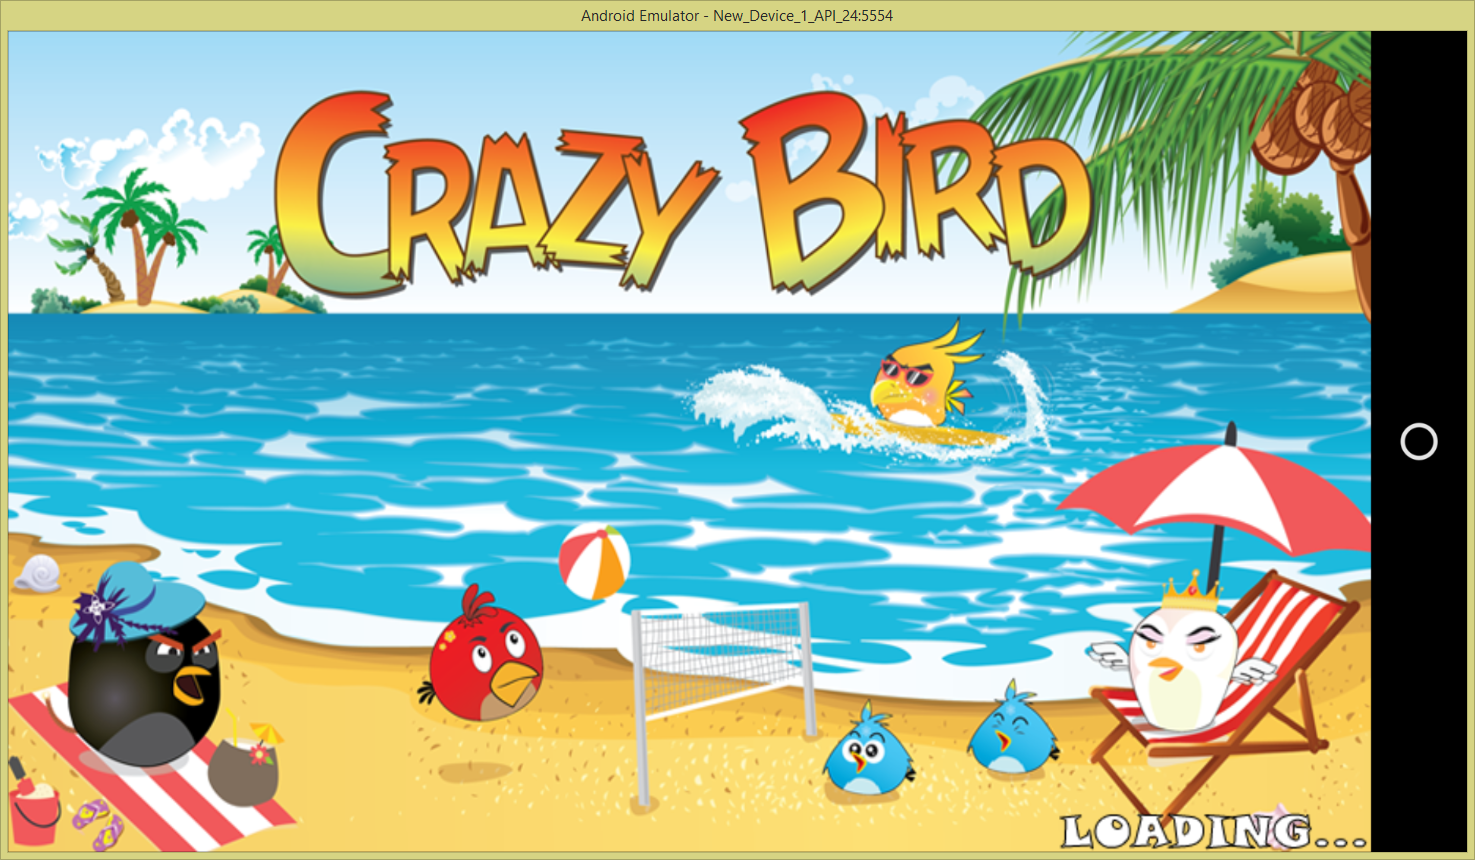 Android Emulator - New_Device_1_API_24:5554
CRAZY BIRD
LOADING...